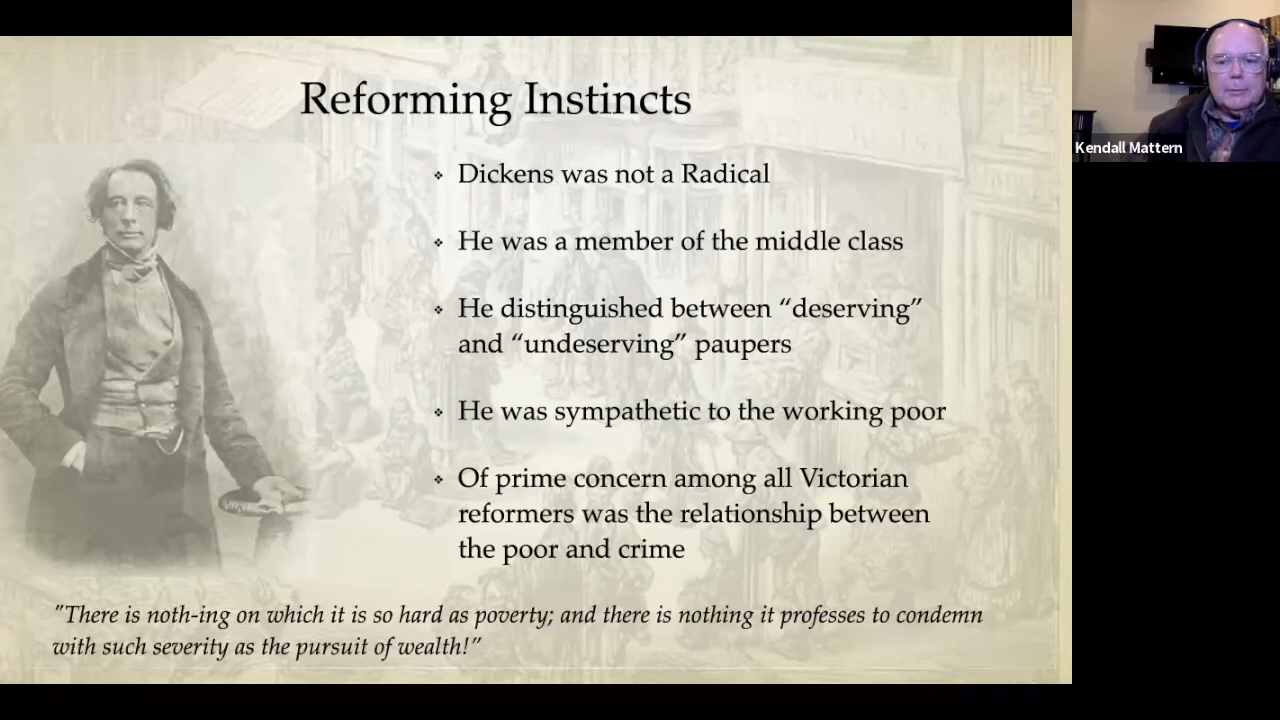 Reforming Instincts
❖ Dickens was not a Radical
❖ He was a member of the middle class
❖ He distinguished between “deserving”
and “undeserving” paupers
❖ He was sympathetic to the working poor
❖ Of prime concern among all Victorian
reformers was the relationship between
the poor and crime
”There is noth-ing on which it is so hard as poverty; and there is nothing it professes to condemn
with such severity as the pursuit of wealth!”
Kendall Mattern